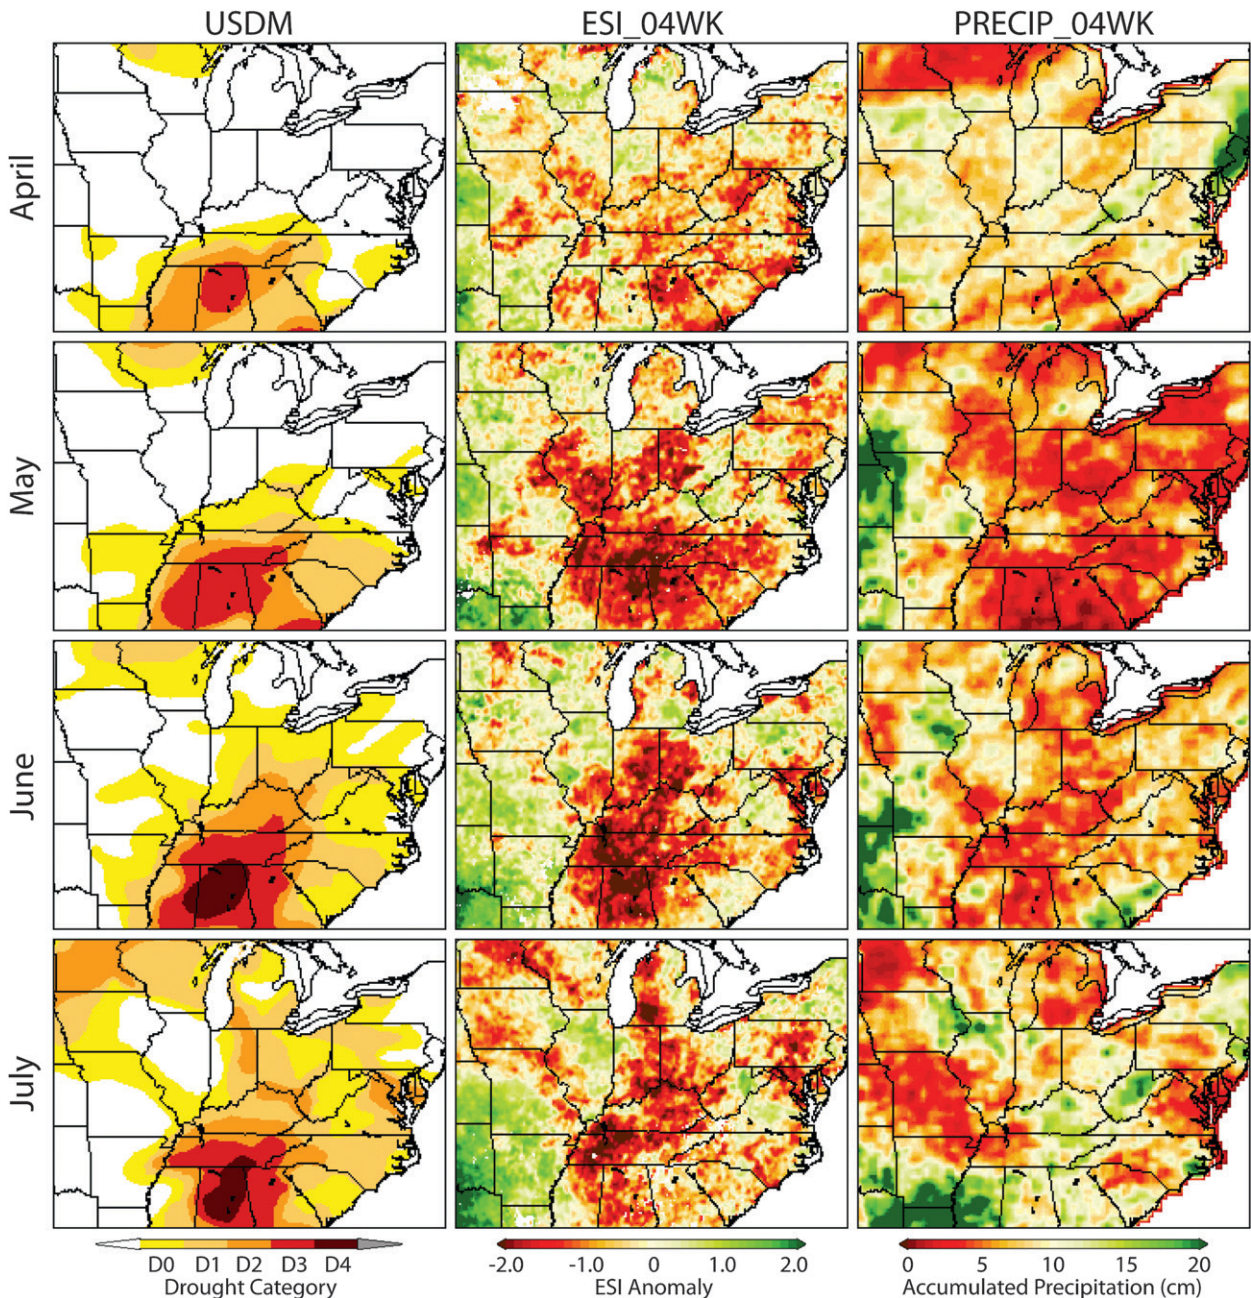 USDM ESI_04WK PRECIP_04WK
April
May
June
July
D0 D1 D2 D3 D4 -2.0 -1.0 0 1.0 2.0 0 5 10 15 20
Drought Category ESI Anomaly Accumulated Precipitation (cm)